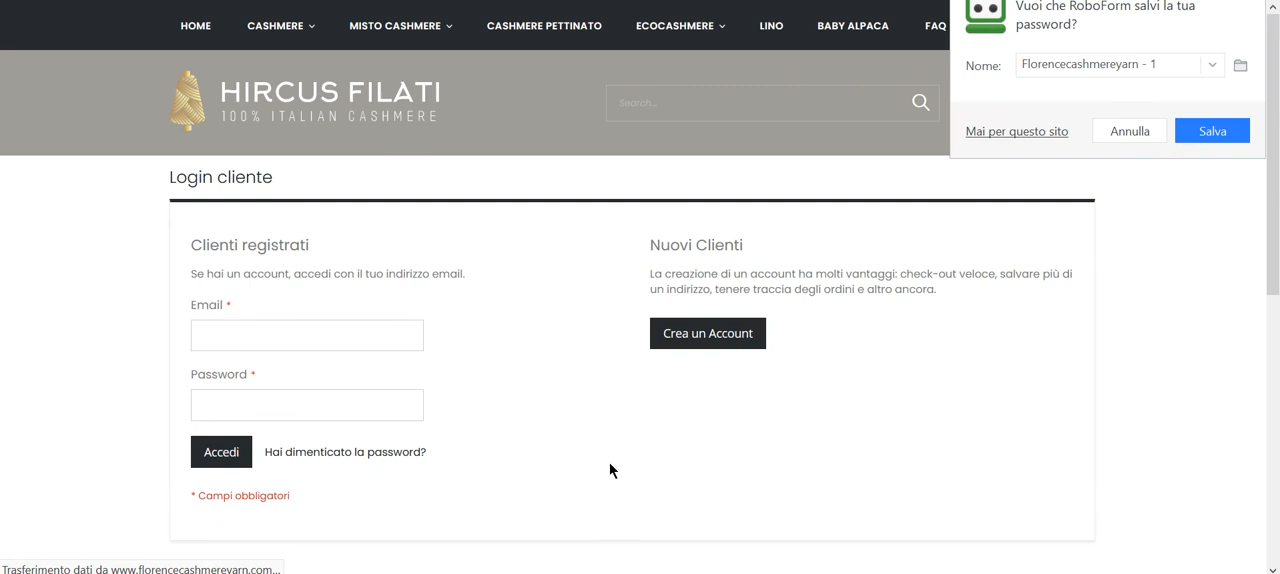 HOME CASHMERE MISTO CASHMERE CASHMERE PETTINATO ECOCASHMERE LINO BABY ALPACA FAQ
Vuoi che RoboForm salvi la tua
password?
Nome: Florencecashmereyarn - 1
Mai per questo sito Annulla Salva
HIRCUS FILATI
100% ITALIAN CASHMERE
Search...
Login cliente
Clienti registrati
Se hai un account, accedi con il tuo indirizzo email.
Email *
Password *
Accedi Hai dimenticato la password?
* Campi obbligatori
Nuovi Clienti
La creazione di un account ha molti vantaggi: check-out veloce, salvare più di
un indirizzo, tenere traccia degli ordini e altro ancora.
Crea un Account
Trasferimento dati da www.florencecashmereyarn.com...